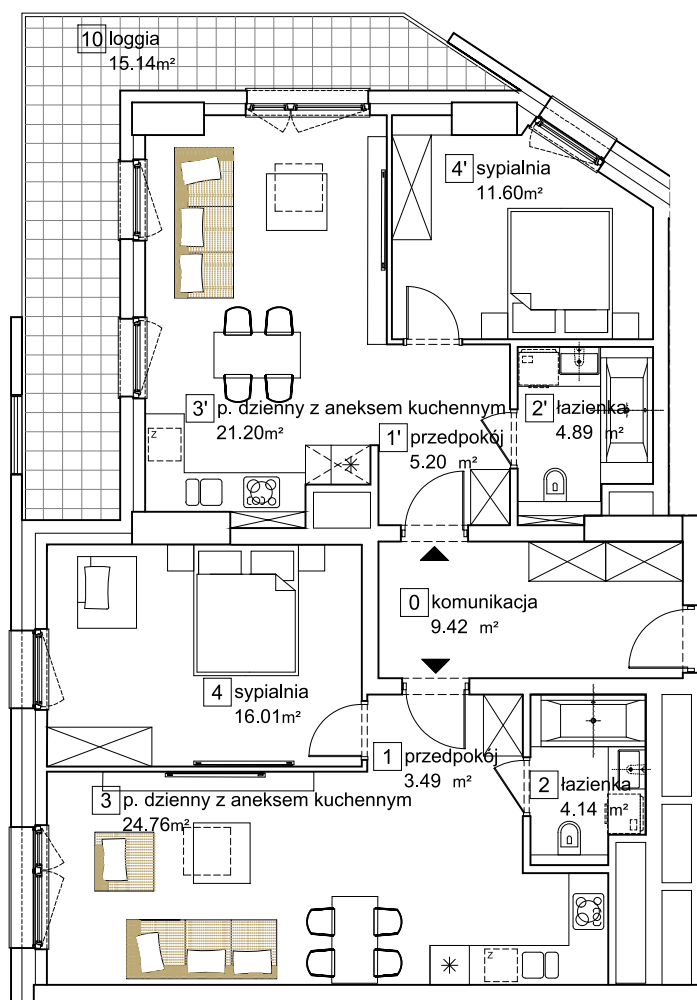 10 loggia
15.14m²
4' sypialnia
11.60m²
3' p. dzienny z aneksem kuchennym
21.20m²
2' łazienka
4.89 m²
1' przedpokój
5.20 m²
z
0 komunikacja
9.42 m²
4 sypialnia
16.01m²
1 przedpokój
3.49 m²
2 łazienka
4.14 m²
3 p. dzienny z aneksem kuchennym
24.76m²
z